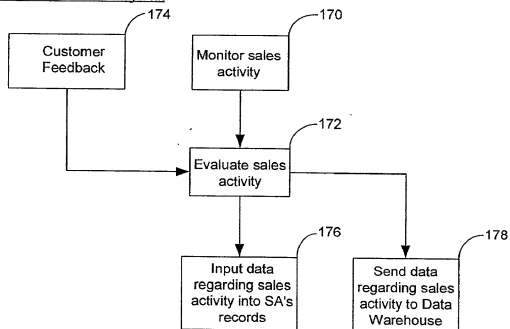 174
170
Customer
Feedback
Monitor sales
activity
172
Evaluate sales
activity
176
178
Input data
regarding sales
activity into SA's
records
Send data
regarding sales
activity to Data
Warehouse